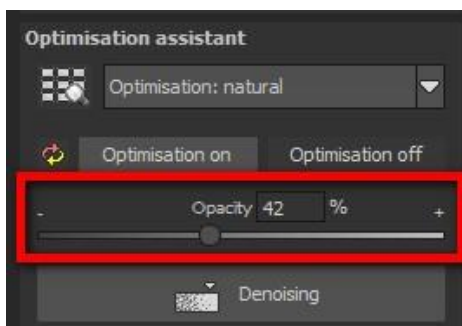 Optimisation assistant
Optimisation: natural
Optimisation on Optimisation off
- Opacity 42 % +
Denoising